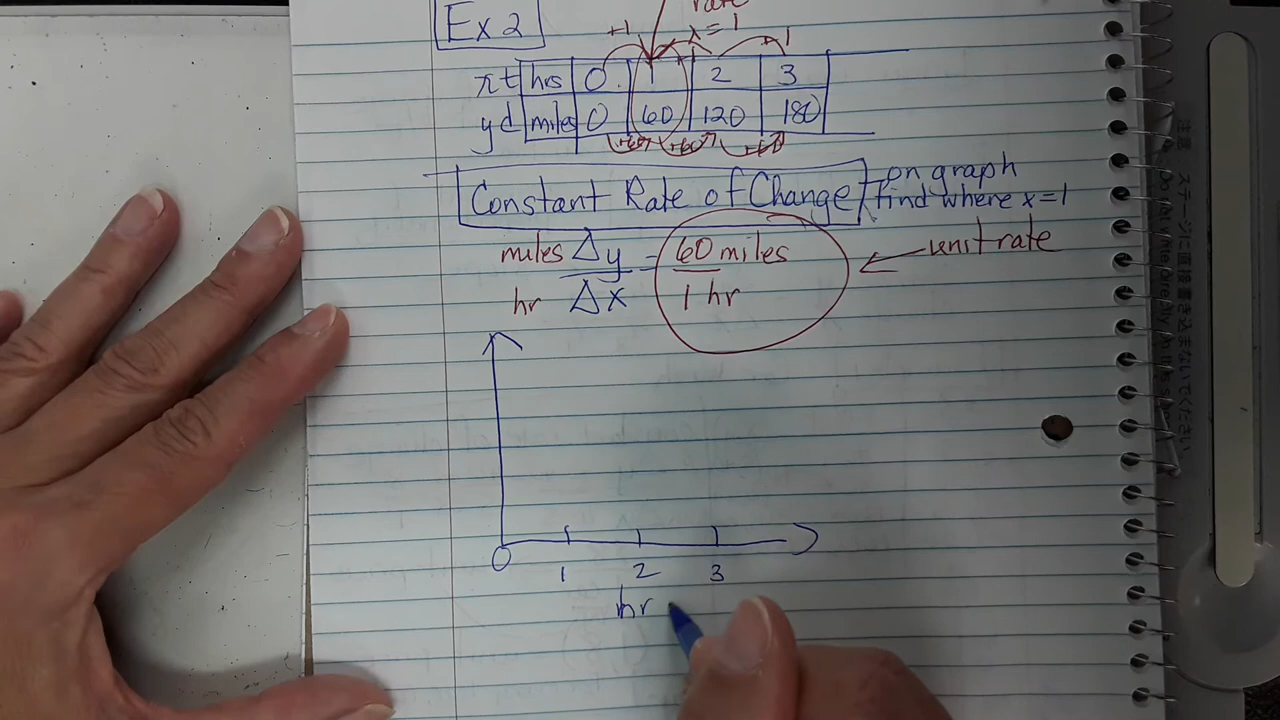 rate
Ex 2
+1 x=1 +1
x t hrs 0 1 2 3
y d miles 0 60 120 180
+60 +60 +60
Constant Rate of Change on graph
find where x=1
miles Δy = 60 miles unit rate
hr Δx 1 hr
0 1 2 3
hr